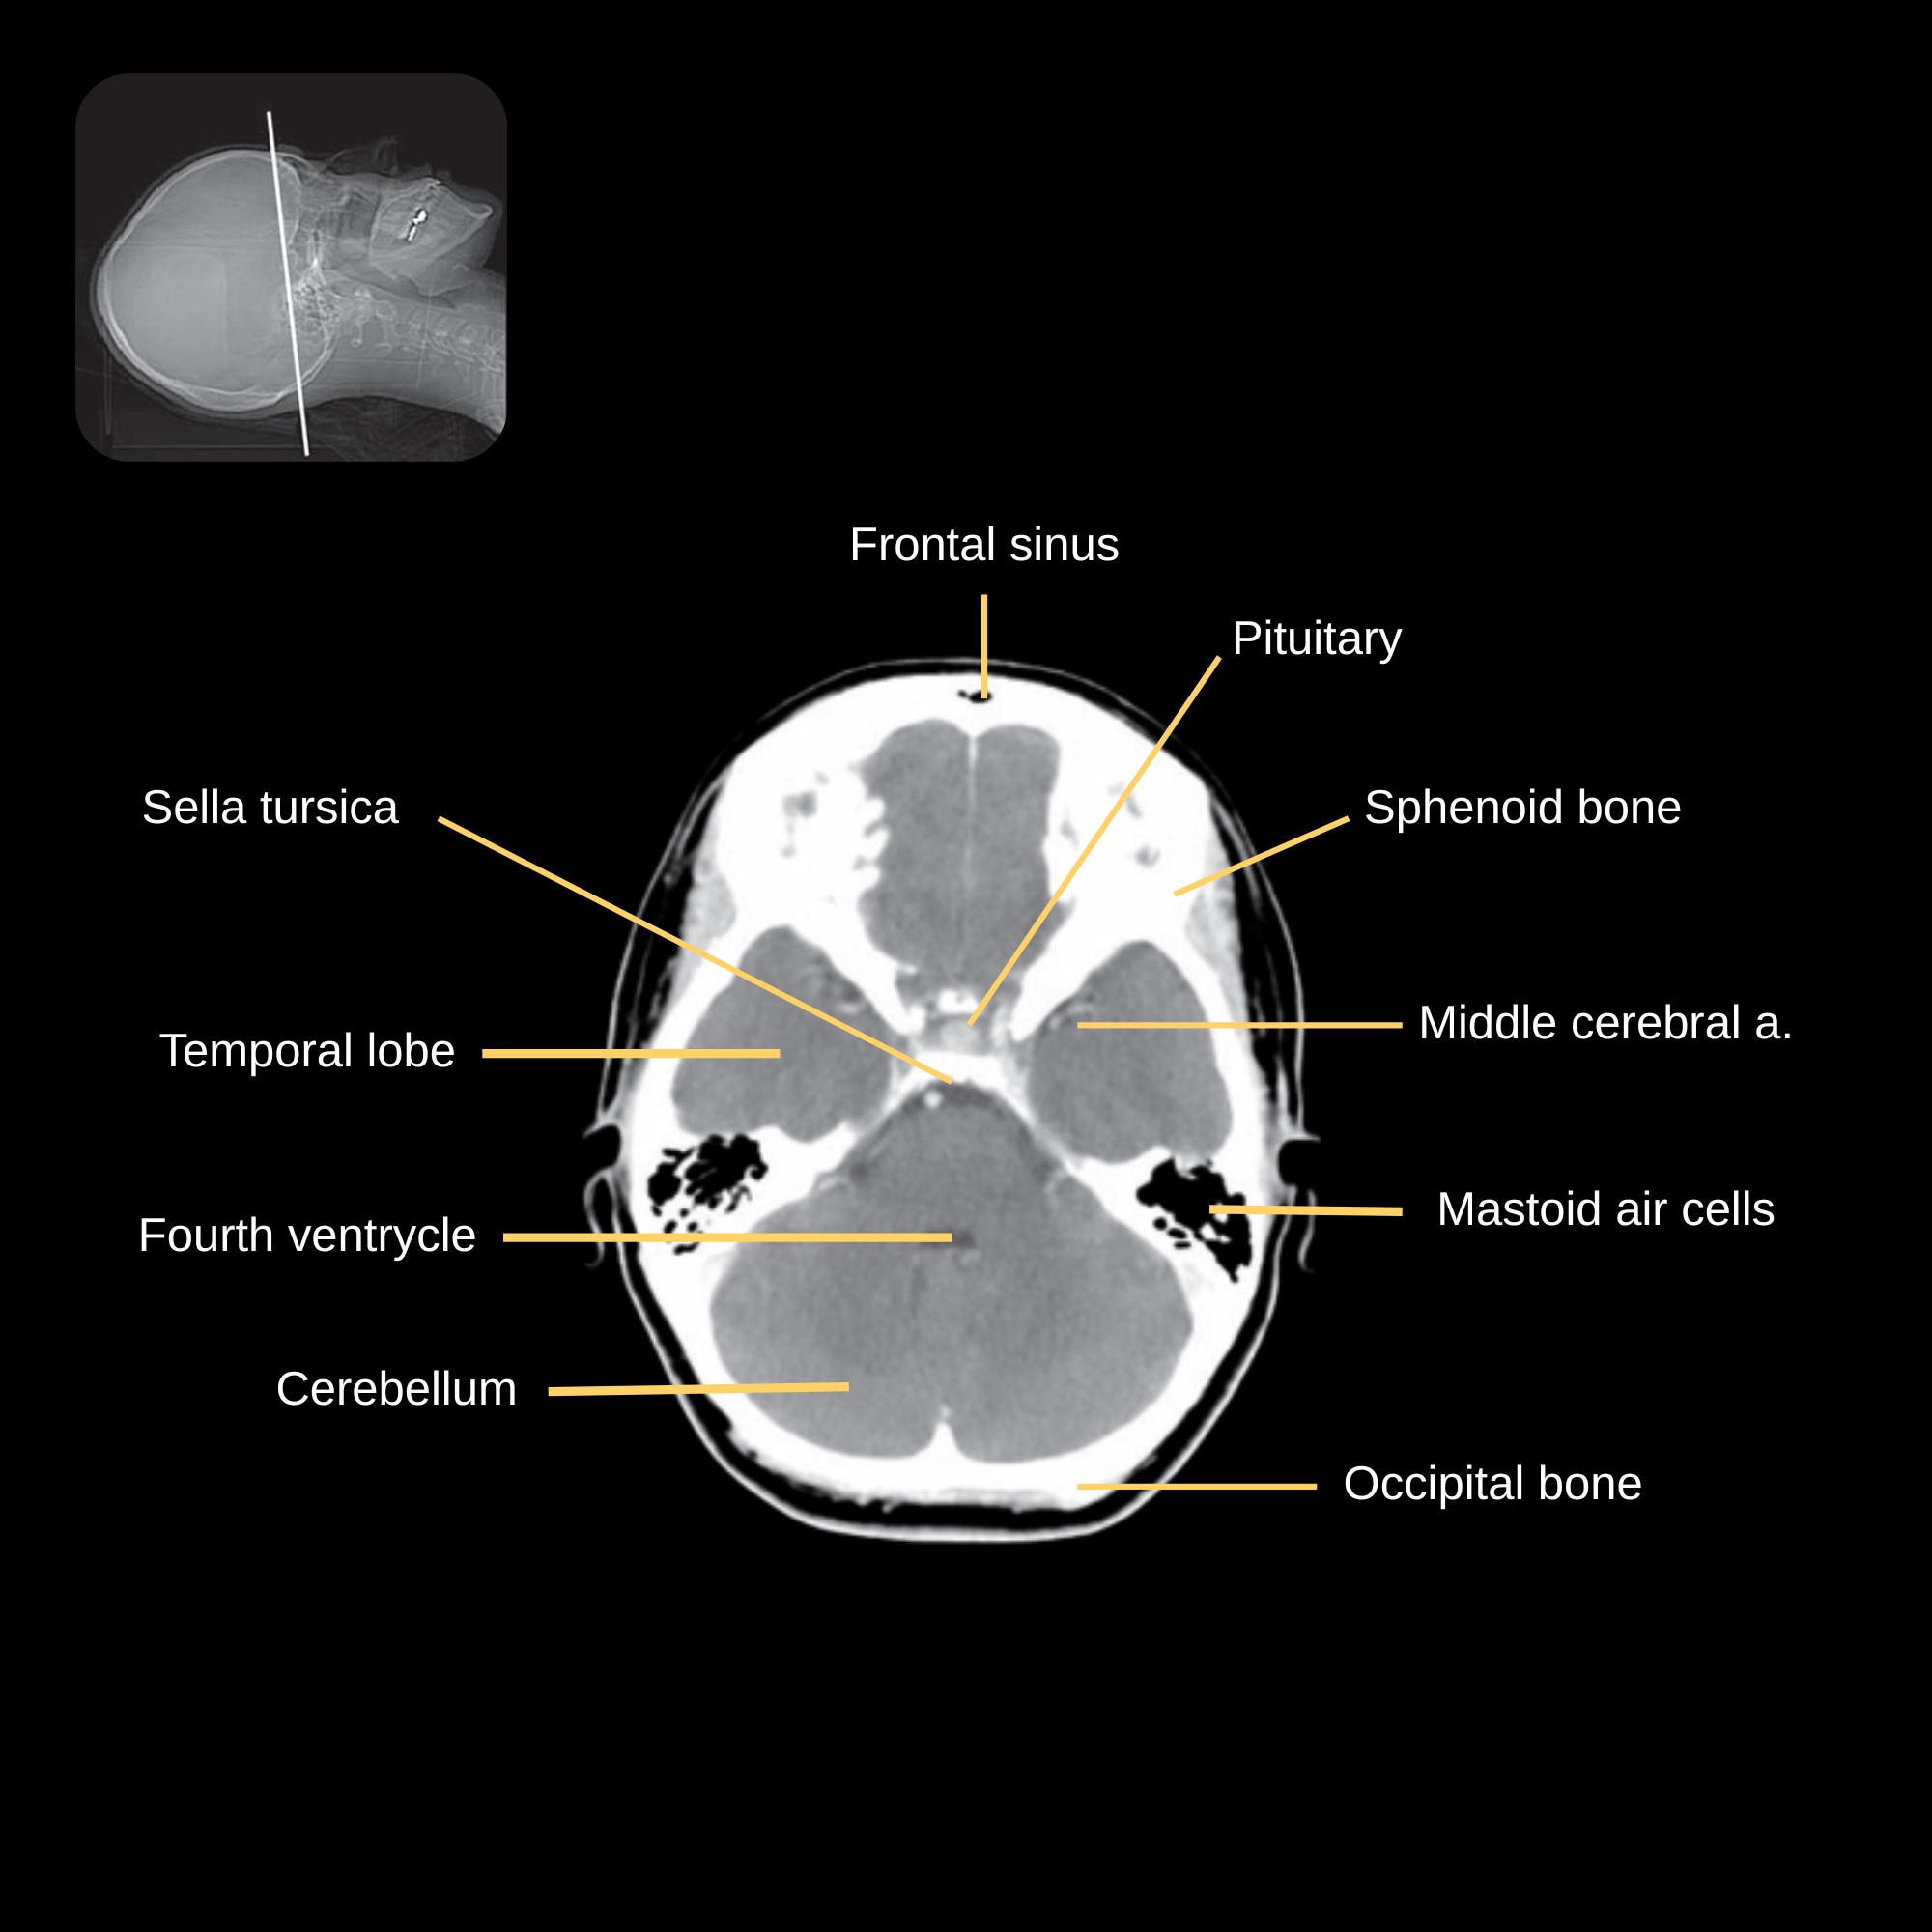 Frontal sinus
Pituitary
Sella tursica
Sphenoid bone
Middle cerebral a.
Temporal lobe
Mastoid air cells
Fourth ventrycle
Cerebellum
Occipital bone